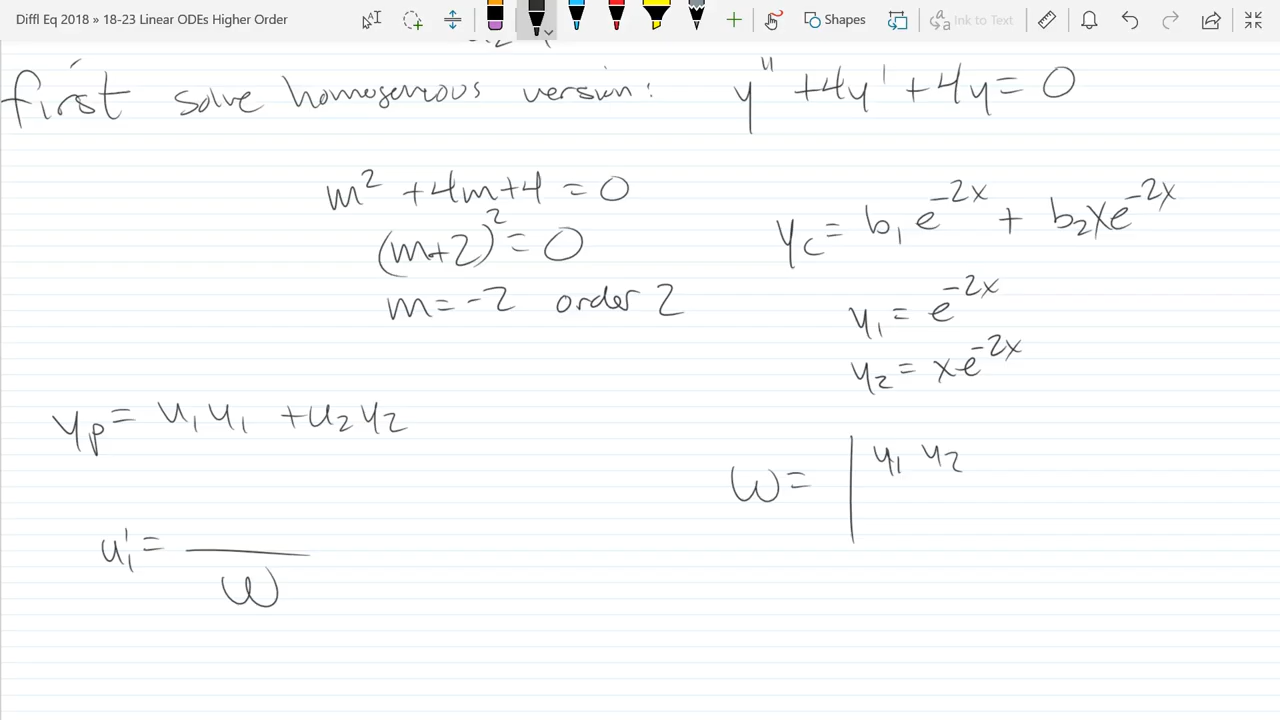 Diffl Eq 2018 » 18-23 Linear ODEs Higher Order
Shapes
Ink to Text
first solve homogeneous version: y'' + 4y' + 4y = 0
m² + 4m + 4 = 0
(m+2)² = 0
m = -2 order 2
y_c = b₁e^{-2x} + b₂xe^{-2x}
y₁ = e^{-2x}
y₂ = xe^{-2x}
y_p = u₁y₁ + u₂y₂
W = | y₁ y₂
u₁' = ――― / W